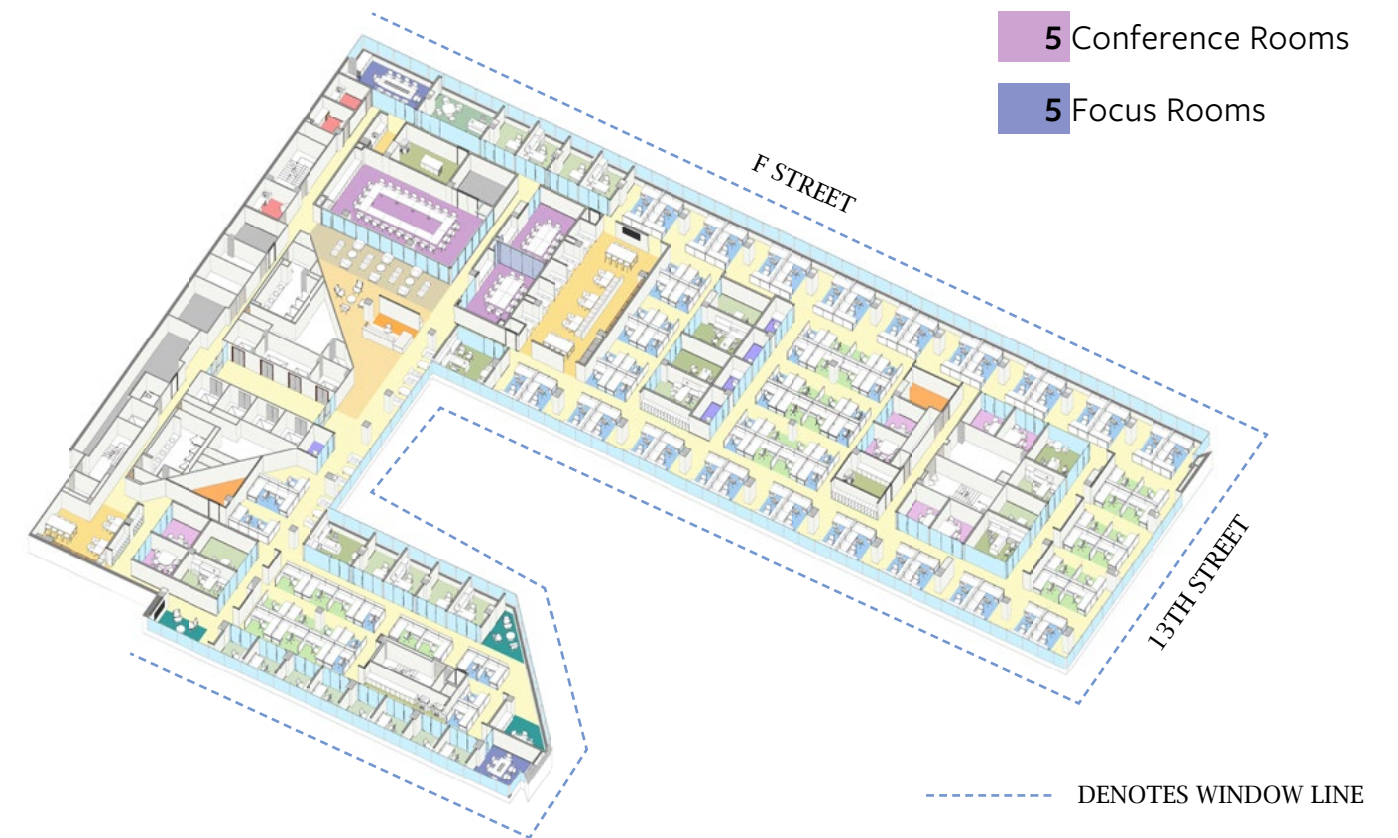 5 Conference Rooms
5 Focus Rooms
F STREET
13TH STREET
DENOTES WINDOW LINE